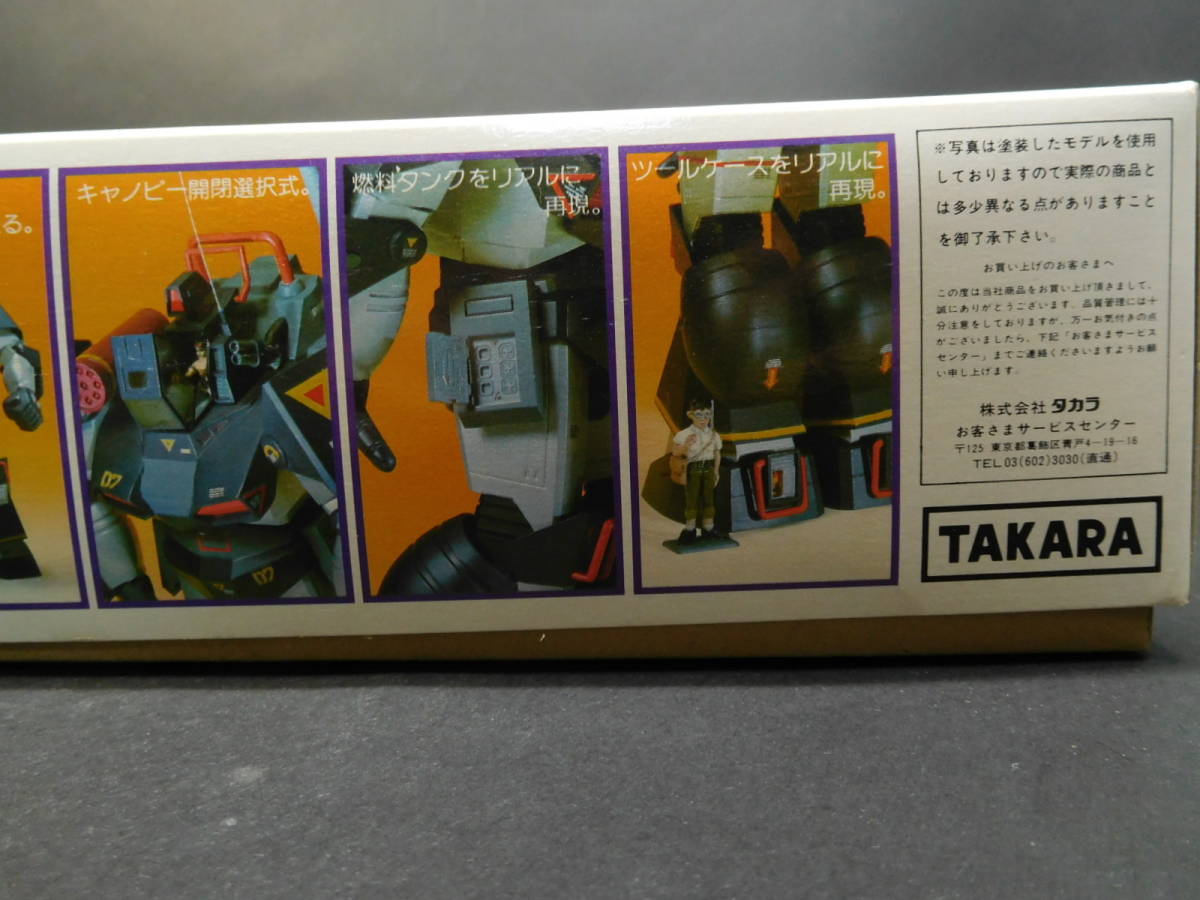 る。
キャノピー開閉選択式。
燃料タンクをリアルに
再現。
ツールケースをリアルに
再現。
07
07
※写真は塗装したモデルを使用
しておりますので実際の商品と
は多少異なる点がありますこと
を御了承下さい。
お買い上げのお客さまへ
この度は当社商品をお買い上げ頂きまして、
誠にありがとうございます。品質管理には十
分注意をしておりますが、万一お気付きの点
がございましたら、下記「お客さまサービス
センター」までご連絡くださいますようお願
い申し上げます。
株式会社 タカラ
お客さまサービスセンター
〒125 東京都葛飾区青戸4-19-16
TEL 03(602)3030(直通)
TAKARA